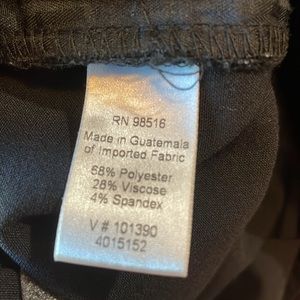 RN 98516
Made in Guatemala
of Imported Fabric
68% Polyester
28% Viscose
4% Spandex
V # 101390
4015152